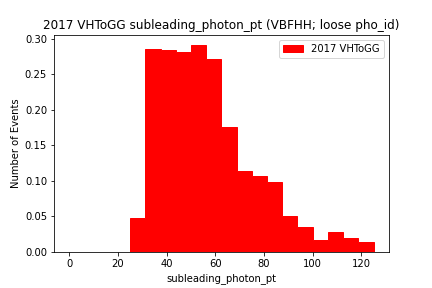 2017 VHToGG subleading_photon_pt (VBFHH; loose pho_id)
2017 VHToGG
Number of Events
0.30
0.25
0.20
0.15
0.10
0.05
0.00
0 20 40 60 80 100 120
subleading_photon_pt